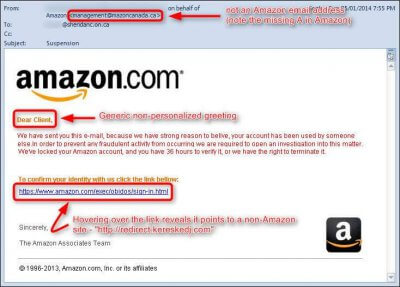 From:
on behalf of
01/01/2014 7:55 PM
Amazon <management@mazoncanada.ca>
not an Amazon email address
(note the missing A in Amazon)
To:
@sheridanc.on.ca
Cc:
Subject: Suspension
amazon.com®
Dear Client,
Generic non-personalized greeting.
We have sent you this e-mail, because we have strong reason to belive, your account has been used by someone
else.In order to prevent any fraudulent activity from occurring we are required to open an investigation into this matter.
We've locked your Amazon account, and you have 36 hours to verify it, or we have the right to terminate it.
To confirm your identity with us click the link bellow:
https://www.amazon.com/exec/obidos/sign-in.html
Hovering over the link reveals it points to a non-Amazon
site - "http://redirect.kereskedj.com"
Sincerely,
The Amazon Associates Team
a
© 1996-2013, Amazon.com, Inc. or its affiliates